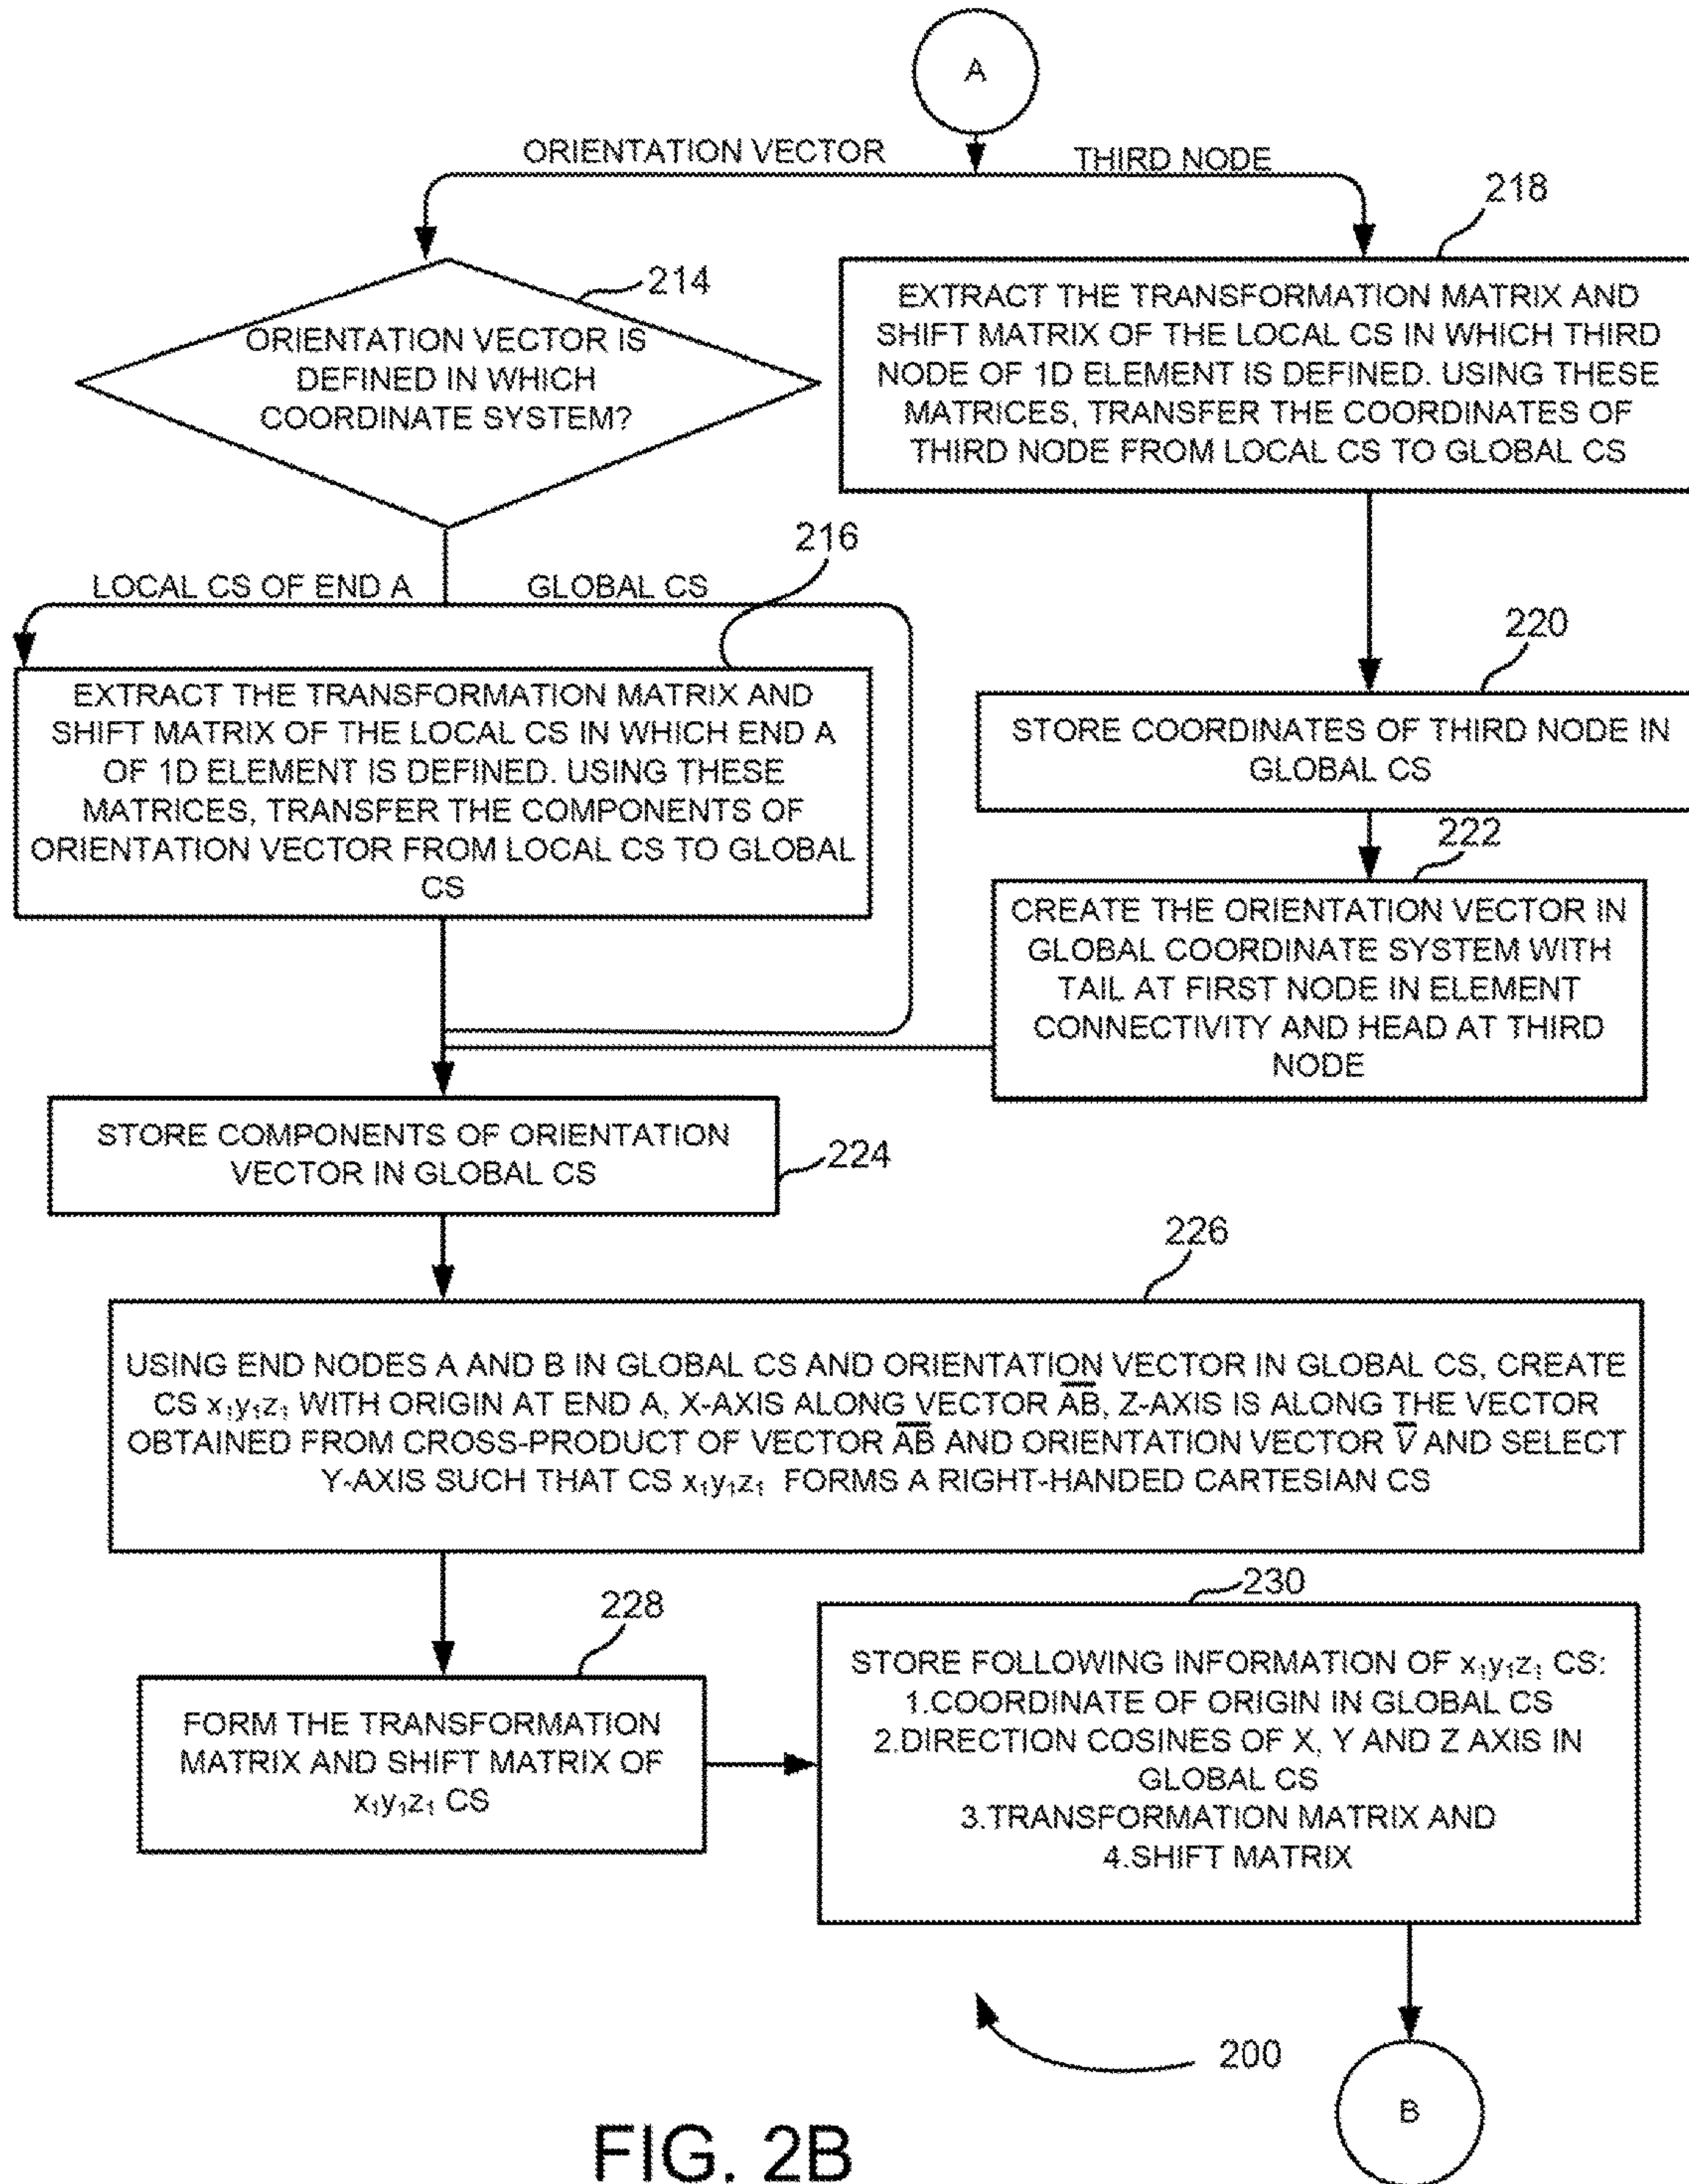 A
ORIENTATION VECTOR
THIRD NODE
218
214
ORIENTATION VECTOR IS
DEFINED IN WHICH
COORDINATE SYSTEM?
EXTRACT THE TRANSFORMATION MATRIX AND
SHIFT MATRIX OF THE LOCAL CS IN WHICH THIRD
NODE OF 1D ELEMENT IS DEFINED. USING THESE
MATRICES, TRANSFER THE COORDINATES OF
THIRD NODE FROM LOCAL CS TO GLOBAL CS
216
LOCAL CS OF END A
GLOBAL CS
EXTRACT THE TRANSFORMATION MATRIX AND
SHIFT MATRIX OF THE LOCAL CS IN WHICH END A
OF 1D ELEMENT IS DEFINED. USING THESE
MATRICES, TRANSFER THE COMPONENTS OF
ORIENTATION VECTOR FROM LOCAL CS TO GLOBAL
CS
220
STORE COORDINATES OF THIRD NODE IN
GLOBAL CS
222
CREATE THE ORIENTATION VECTOR IN
GLOBAL COORDINATE SYSTEM WITH
TAIL AT FIRST NODE IN ELEMENT
CONNECTIVITY AND HEAD AT THIRD
NODE
STORE COMPONENTS OF ORIENTATION
VECTOR IN GLOBAL CS
224
226
USING END NODES A AND B IN GLOBAL CS AND ORIENTATION VECTOR IN GLOBAL CS, CREATE
CS x₁y₁z₁ WITH ORIGIN AT END A, X-AXIS ALONG VECTOR A̅B̅, Z-AXIS IS ALONG THE VECTOR
OBTAINED FROM CROSS-PRODUCT OF VECTOR A̅B̅ AND ORIENTATION VECTOR V̅ AND SELECT
Y-AXIS SUCH THAT CS x₁y₁z₁ FORMS A RIGHT-HANDED CARTESIAN CS
228
FORM THE TRANSFORMATION
MATRIX AND SHIFT MATRIX OF
x₁y₁z₁ CS
230
STORE FOLLOWING INFORMATION OF x₁y₁z₁ CS:
1.COORDINATE OF ORIGIN IN GLOBAL CS
2.DIRECTION COSINES OF X, Y AND Z AXIS IN
GLOBAL CS
3.TRANSFORMATION MATRIX AND
4.SHIFT MATRIX
200
B
FIG. 2B